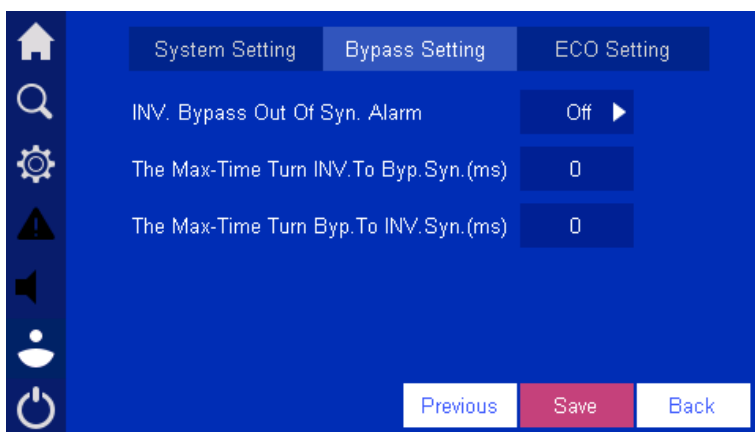 System Setting Bypass Setting ECO Setting
INV. Bypass Out Of Syn. Alarm Off
The Max-Time Turn INV.To Byp.Syn.(ms) 0
The Max-Time Turn Byp.To INV.Syn.(ms) 0
Previous Save Back